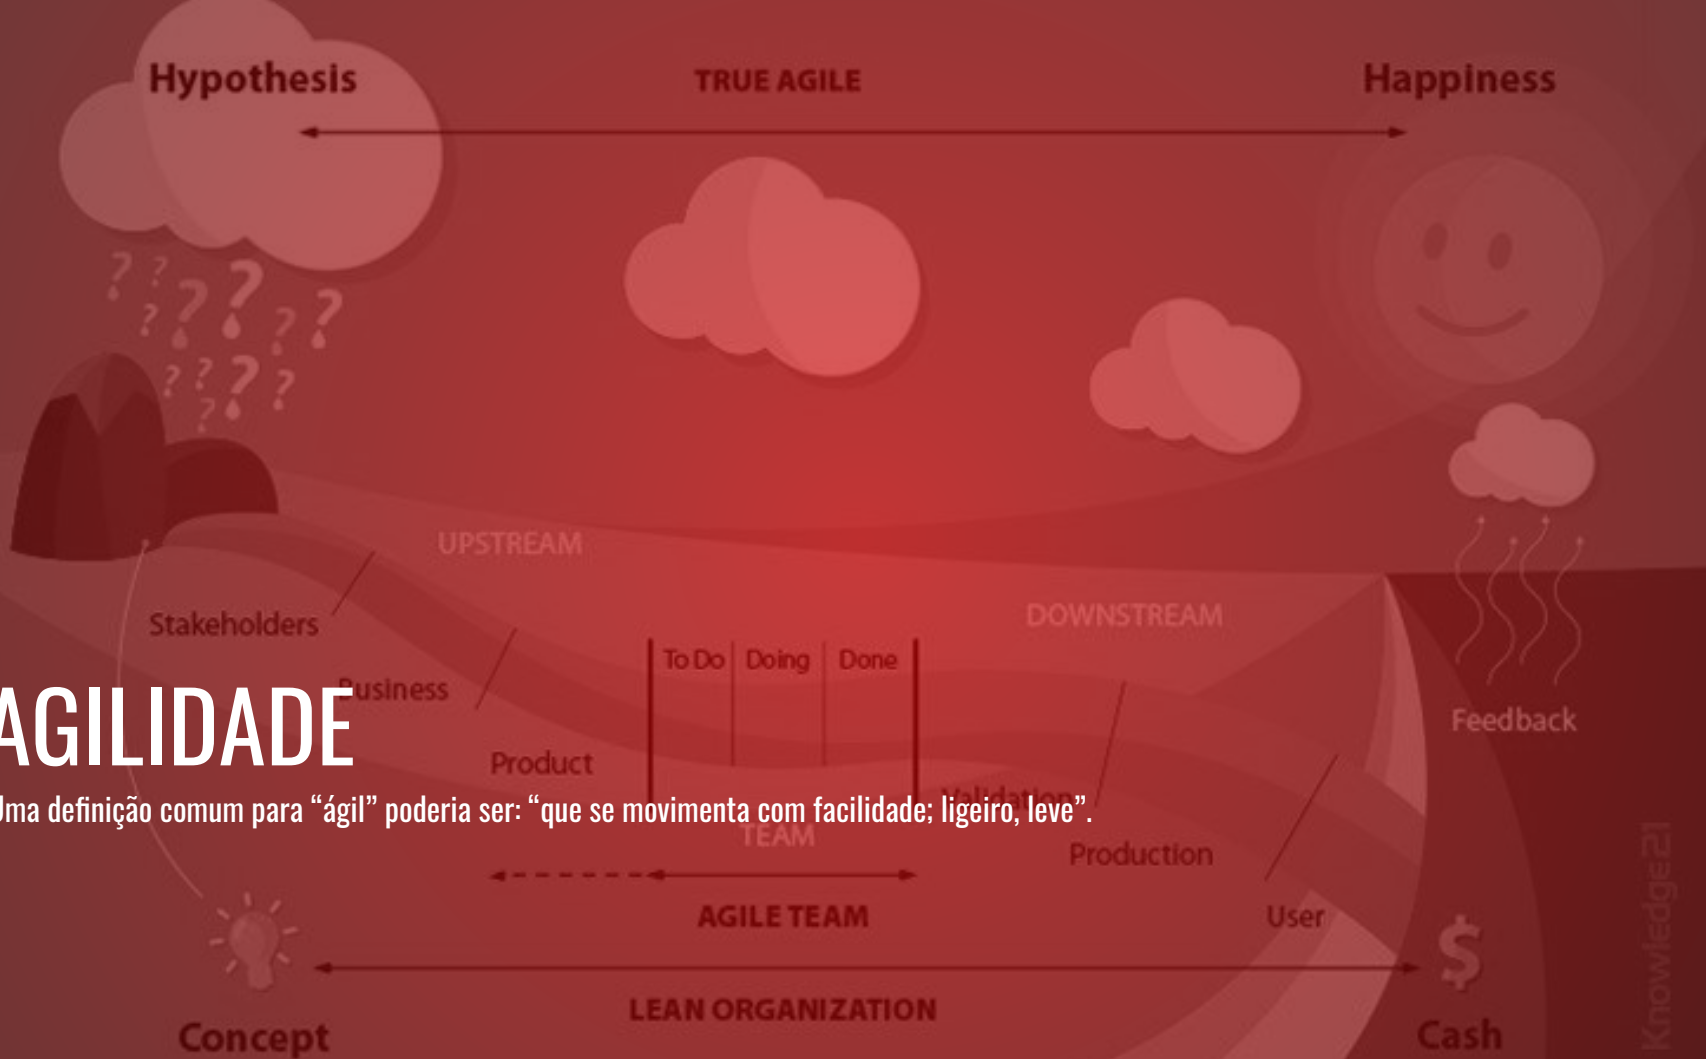 Hypothesis
TRUE AGILE
Happiness
? ? ? ? ? ? ? ? ? ? ? ?
UPSTREAM
DOWNSTREAM
Stakeholders
To Do Doing Done
Business
Feedback
AGILIDADE
Product
Validation
Uma definição comum para “ágil” poderia ser: “que se movimenta com facilidade; ligeiro, leve”.
TEAM
Production
AGILE TEAM
User
$
LEAN ORGANIZATION
Concept
Cash
Knowledge21